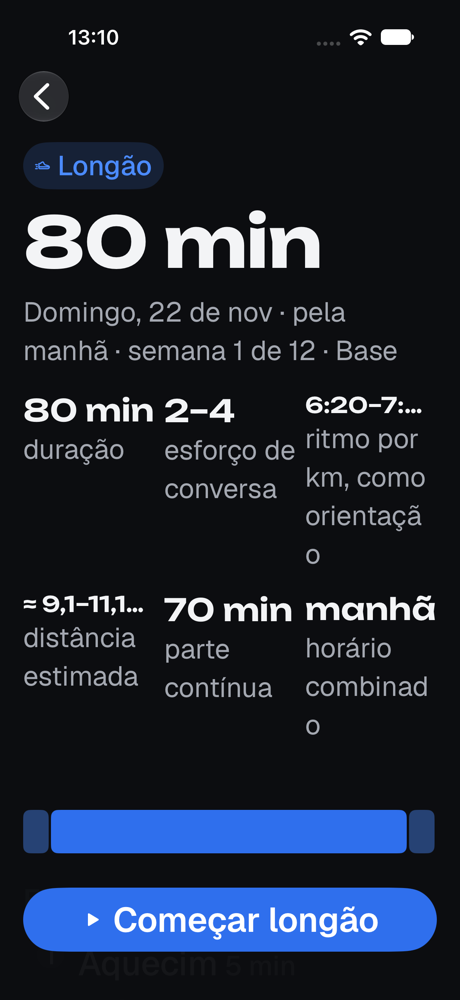 13:10
Longão
80 min
Domingo, 22 de nov · pela
manhã · semana 1 de 12 · Base
80 min
duração
2–4
esforço de
conversa
6:20–7:...
ritmo por
km, como
orientaçã
o
≈ 9,1–11,1...
distância
estimada
70 min
parte
contínua
manhã
horário
combinad
o
Começar longão
Aquecim 5 min